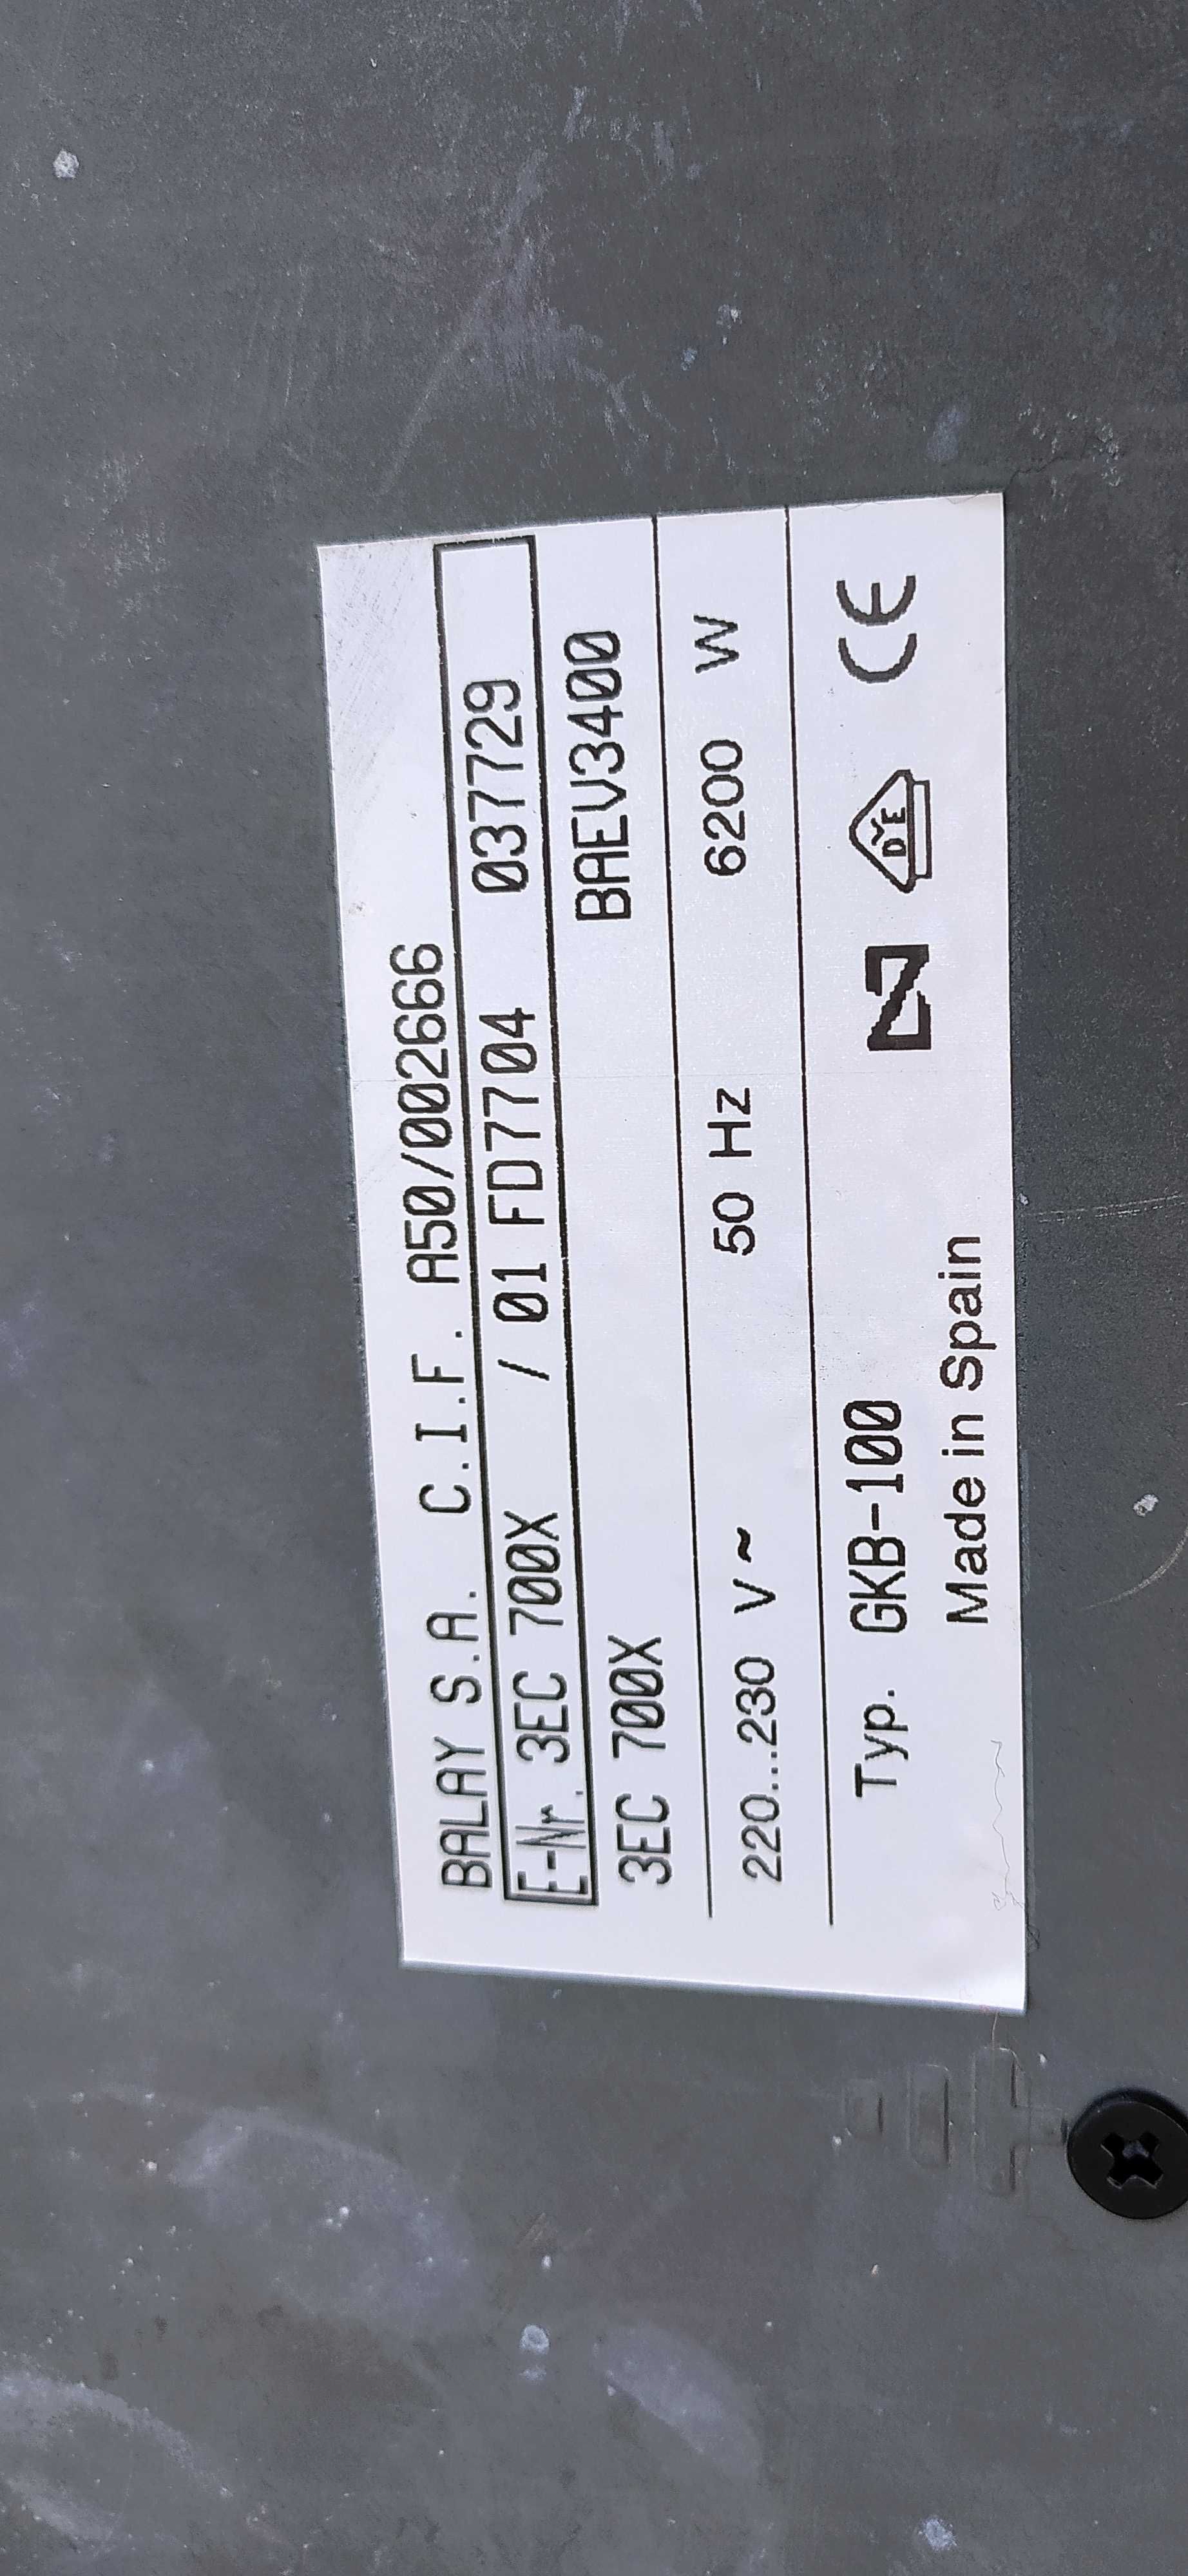 BALAY S.A. C.I.F. A50/002666
E-Nr. 3EC 700X / 01 FD7704 037729
3EC 700X BAEV3400
220...230 V ~ 50 Hz 6200 W
Typ. GKB-100 N DVE CE
Made in Spain